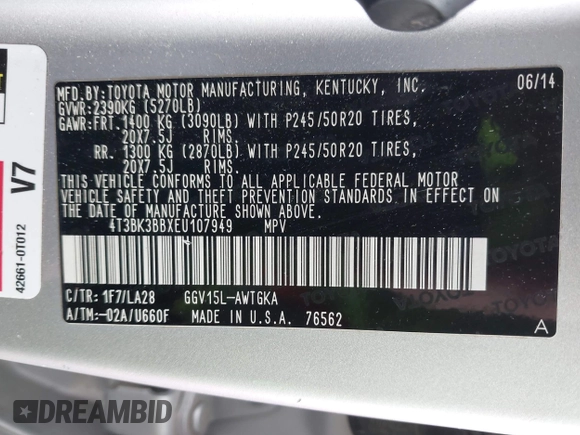 MFD.BY:TOYOTA MOTOR MANUFACTURING, KENTUCKY, INC. 06/14
GVWR:2390KG (5270LB)
GAWR:FRT. 1400 KG (3090LB) WITH P245/50R20 TIRES,
20X7.5J RIMS.
RR. 1300 KG (2870LB) WITH P245/50R20 TIRES,
20X7.5J RIMS.
THIS VEHICLE CONFORMS TO ALL APPLICABLE FEDERAL MOTOR
VEHICLE SAFETY AND THEFT PREVENTION STANDARDS IN EFFECT ON
THE DATE OF MANUFACTURE SHOWN ABOVE.
4T3BK3BBXEU107949 MPV
C/TR: 1F7/LA28 GGV15L-AWTGKA
A/TM:-02A/U660F MADE IN U.S.A. 76562 A
V7
42661-0T012
DREAMBID